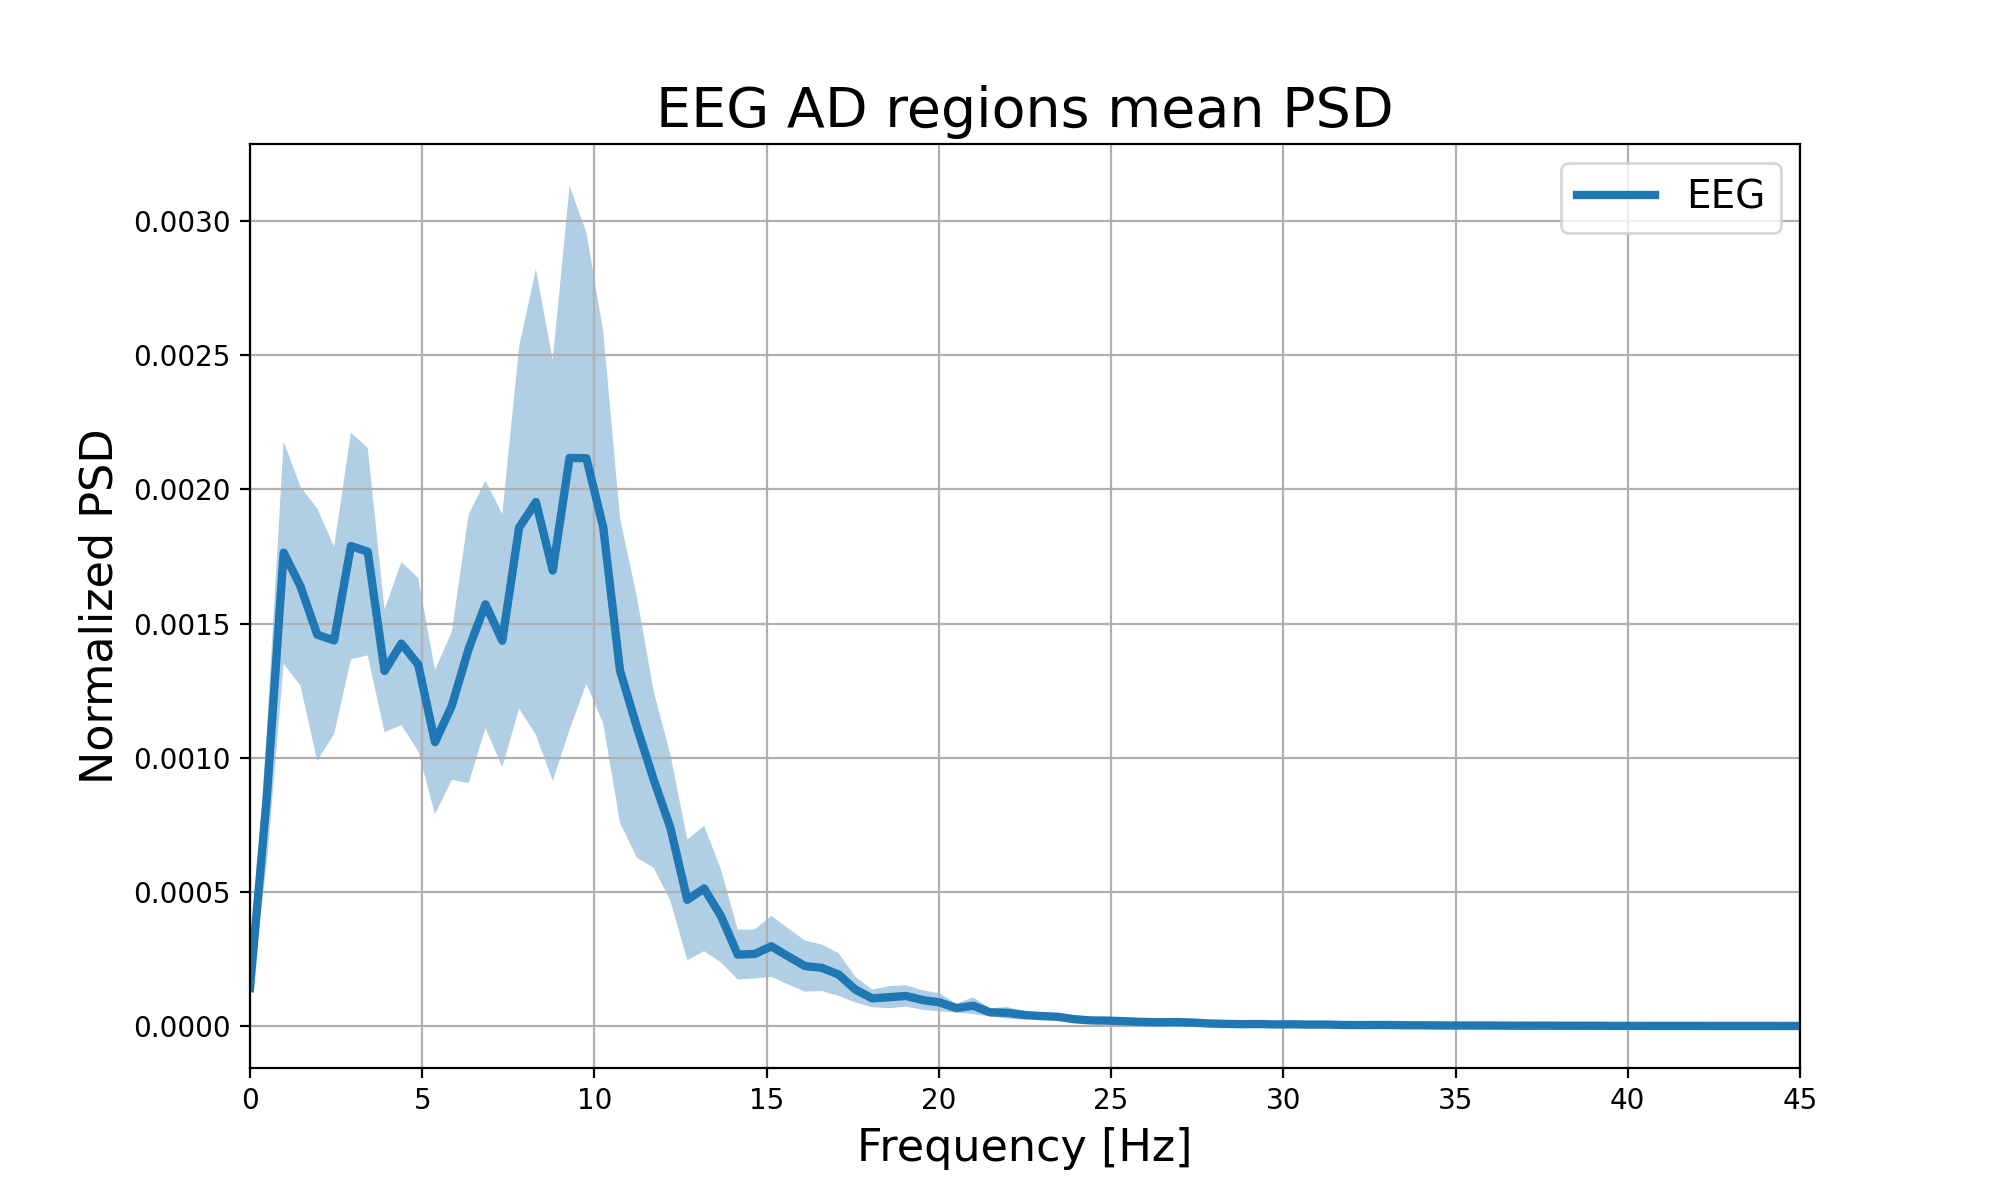 EEG AD regions mean PSD
EEG
Normalized PSD
0.0030
0.0025
0.0020
0.0015
0.0010
0.0005
0.0000
0 5 10 15 20 25 30 35 40 45
Frequency [Hz]